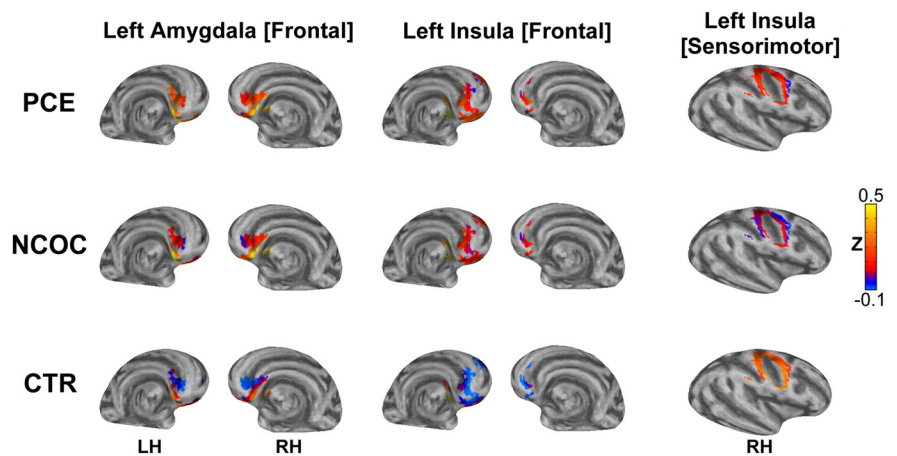 Left Amygdala [Frontal]
Left Insula [Frontal]
Left Insula
[Sensorimotor]
PCE
NCOC
0.5
Z
-0.1
CTR
LH
RH
RH